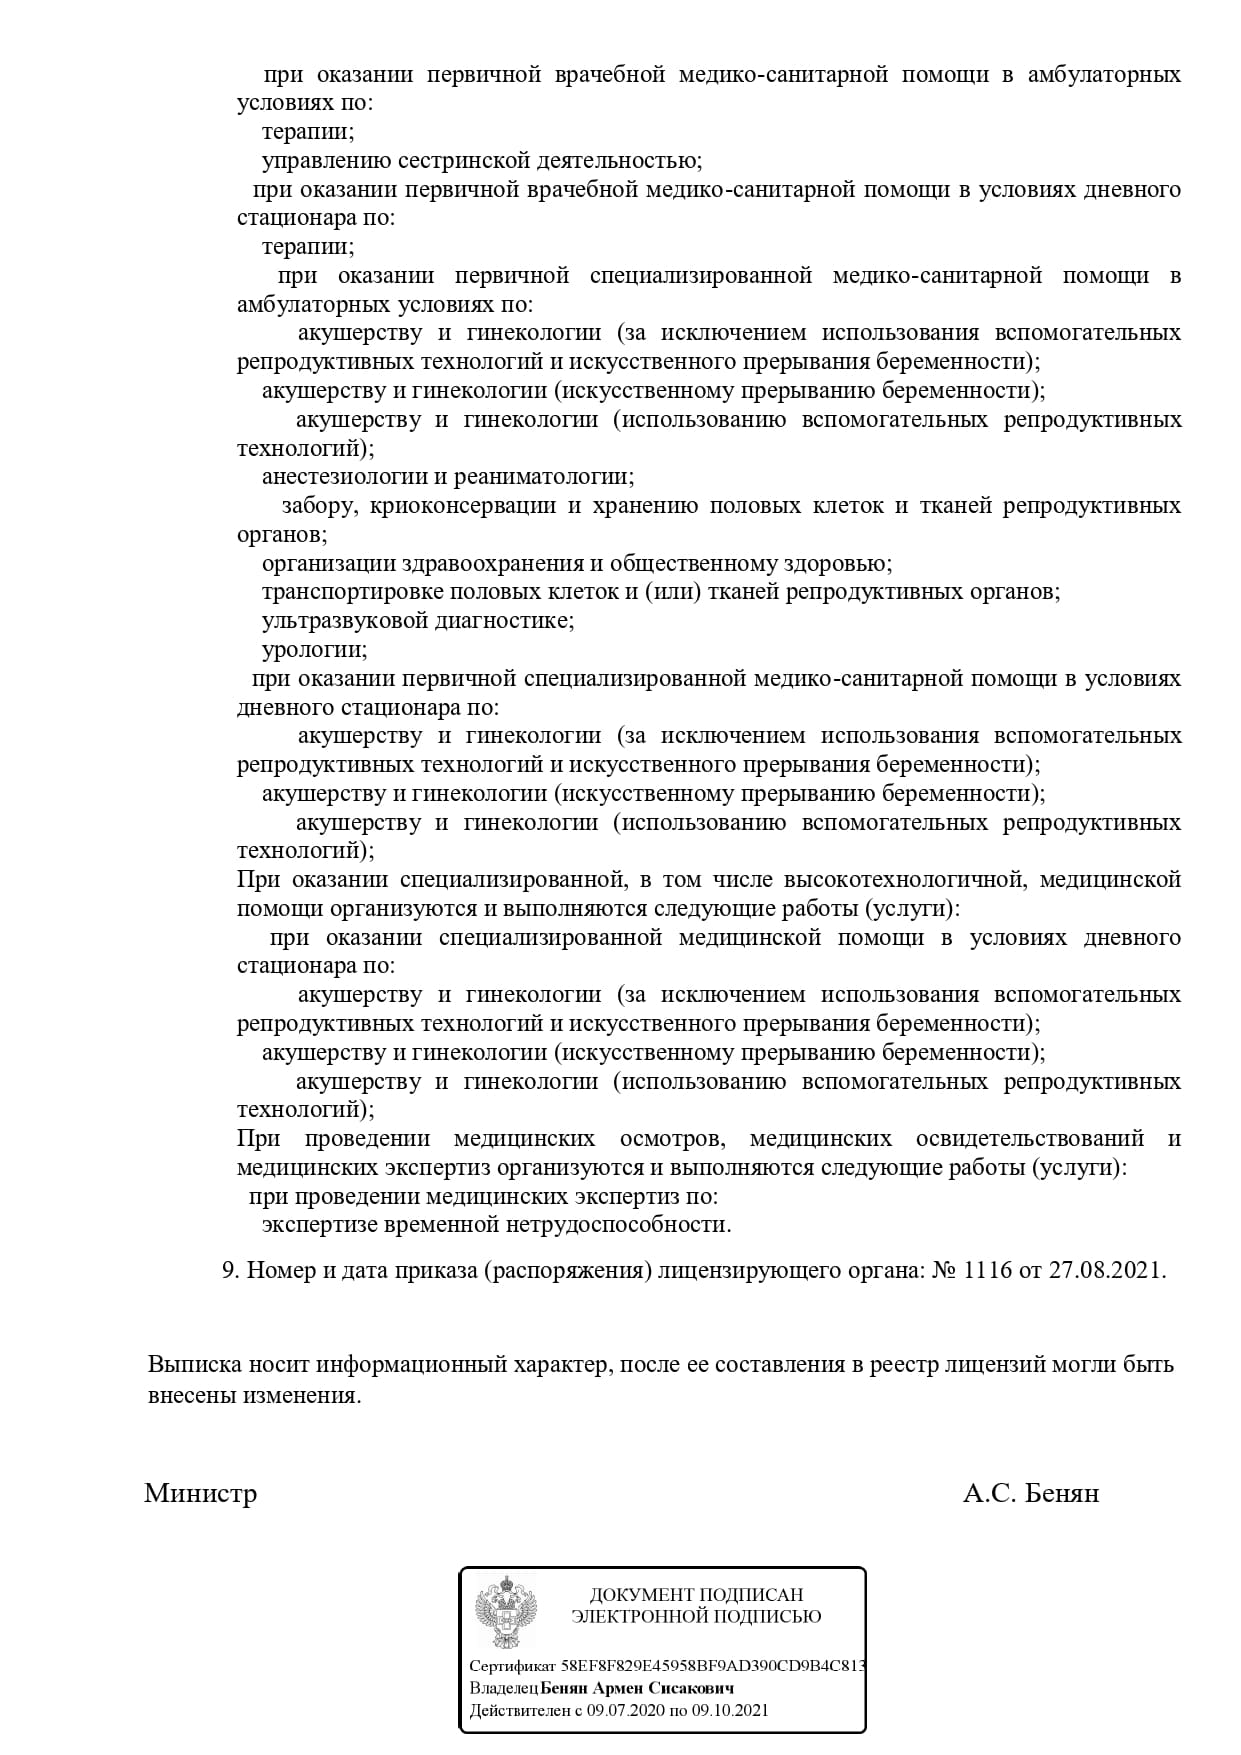 при оказании первичной врачебной медико-санитарной помощи в амбулаторных
условиях по:
терапии;
управлению сестринской деятельностью;
при оказании первичной врачебной медико-санитарной помощи в условиях дневного
стационара по:
терапии;
при оказании первичной специализированной медико-санитарной помощи в
амбулаторных условиях по:
акушерству и гинекологии (за исключением использования вспомогательных
репродуктивных технологий и искусственного прерывания беременности);
акушерству и гинекологии (искусственному прерыванию беременности);
акушерству и гинекологии (использованию вспомогательных репродуктивных
технологий);
анестезиологии и реаниматологии;
забору, криоконсервации и хранению половых клеток и тканей репродуктивных
органов;
организации здравоохранения и общественному здоровью;
транспортировке половых клеток и (или) тканей репродуктивных органов;
ультразвуковой диагностике;
урологии;
при оказании первичной специализированной медико-санитарной помощи в условиях
дневного стационара по:
акушерству и гинекологии (за исключением использования вспомогательных
репродуктивных технологий и искусственного прерывания беременности);
акушерству и гинекологии (искусственному прерыванию беременности);
акушерству и гинекологии (использованию вспомогательных репродуктивных
технологий);
При оказании специализированной, в том числе высокотехнологичной, медицинской
помощи организуются и выполняются следующие работы (услуги):
при оказании специализированной медицинской помощи в условиях дневного
стационара по:
акушерству и гинекологии (за исключением использования вспомогательных
репродуктивных технологий и искусственного прерывания беременности);
акушерству и гинекологии (искусственному прерыванию беременности);
акушерству и гинекологии (использованию вспомогательных репродуктивных
технологий);
При проведении медицинских осмотров, медицинских освидетельствований и
медицинских экспертиз организуются и выполняются следующие работы (услуги):
при проведении медицинских экспертиз по:
экспертизе временной нетрудоспособности.
9. Номер и дата приказа (распоряжения) лицензирующего органа: № 1116 от 27.08.2021.
Выписка носит информационный характер, после ее составления в реестр лицензий могли быть
внесены изменения.
Министр А.С. Бенян
ДОКУМЕНТ ПОДПИСАН
ЭЛЕКТРОННОЙ ПОДПИСЬЮ
Сертификат 58EF8F829E45958BF9AD390CD9B4C813
Владелец Бенян Армен Сисакович
Действителен с 09.07.2020 по 09.10.2021